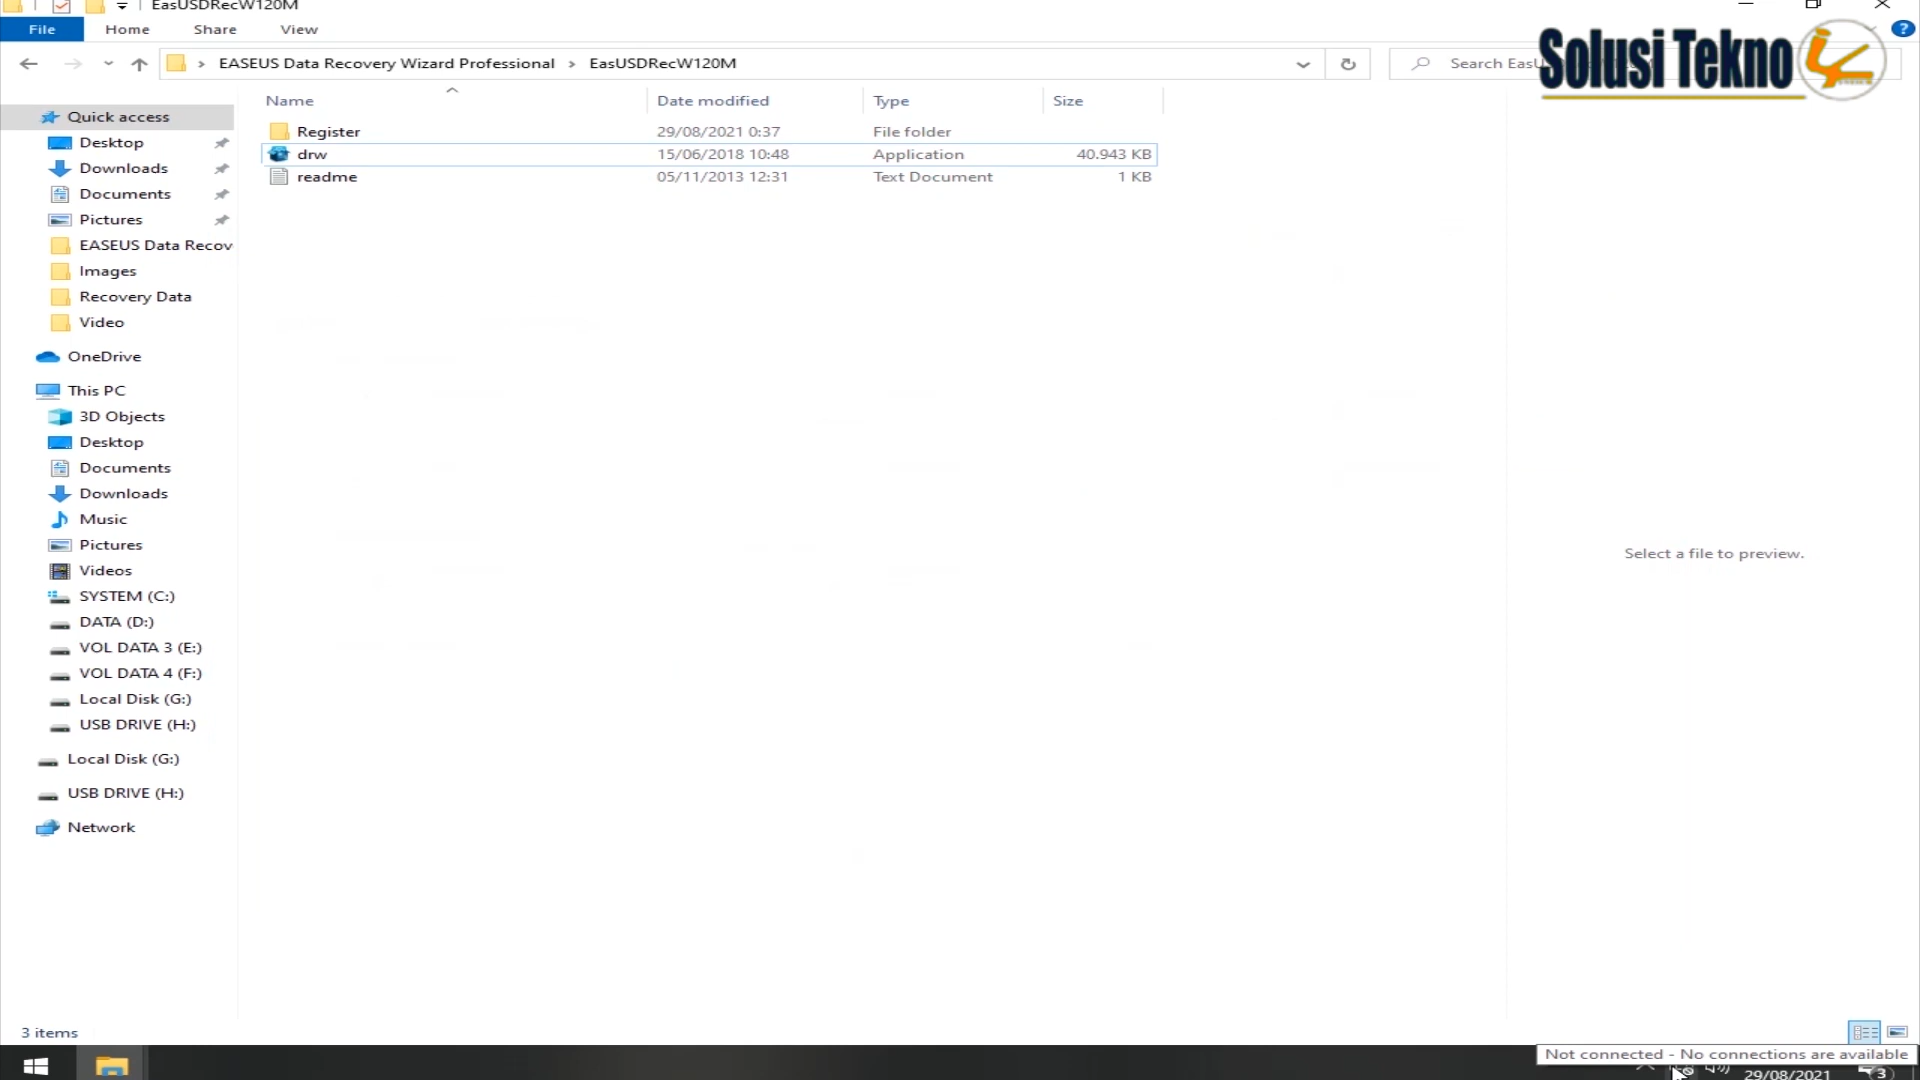 EasUSDRecW120M
File Home Share View
EASEUS Data Recovery Wizard Professional > EasUSDRecW120M
Search EasU
Solusi Tekno
Name Date modified Type Size
Quick access
Register 29/08/2021 0:37 File folder
drw 15/06/2018 10:48 Application 40.943 KB
readme 05/11/2013 12:31 Text Document 1 KB
Desktop
Downloads
Documents
Pictures
EASEUS Data Recov
Images
Recovery Data
Video
OneDrive
This PC
3D Objects
Desktop
Documents
Downloads
Music
Pictures
Videos
SYSTEM (C:)
DATA (D:)
VOL DATA 3 (E:)
VOL DATA 4 (F:)
Local Disk (G:)
USB DRIVE (H:)
Local Disk (G:)
USB DRIVE (H:)
Network
Select a file to preview.
3 items
Not connected - No connections are available
29/08/2021
3